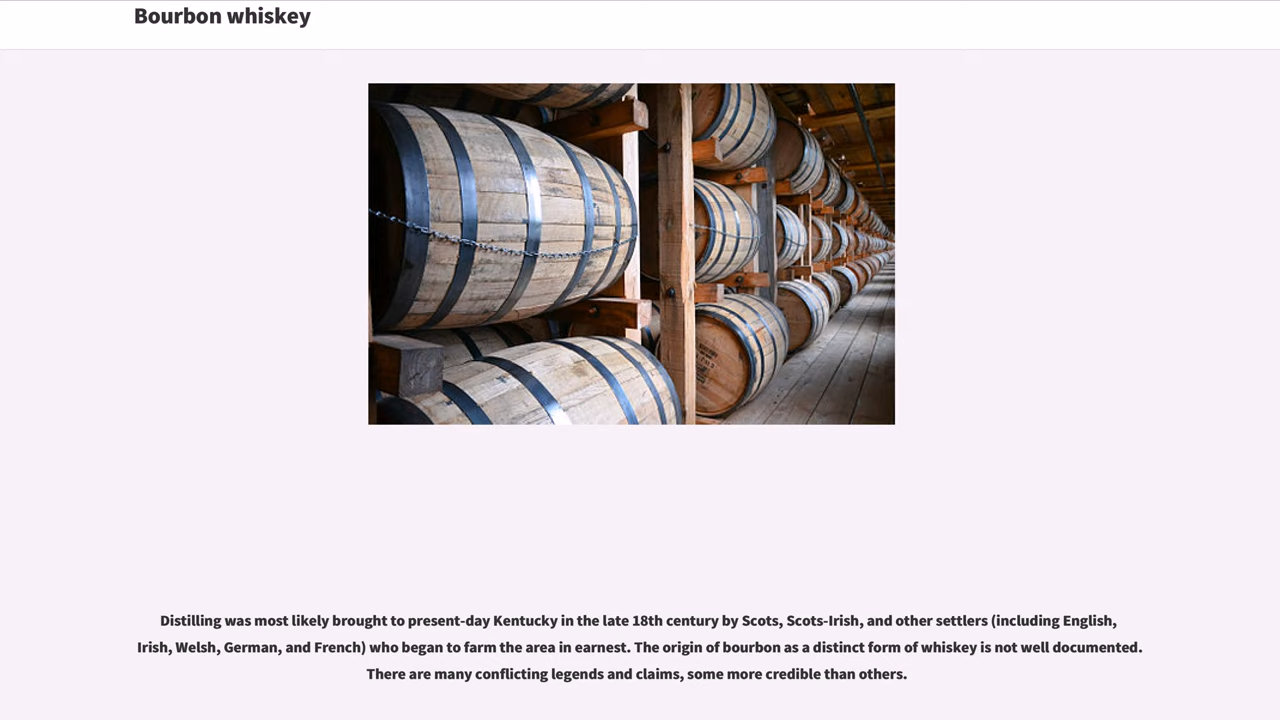 Bourbon whiskey
Distilling was most likely brought to present-day Kentucky in the late 18th century by Scots, Scots-Irish, and other settlers (including English,
Irish, Welsh, German, and French) who began to farm the area in earnest. The origin of bourbon as a distinct form of whiskey is not well documented.
There are many conflicting legends and claims, some more credible than others.